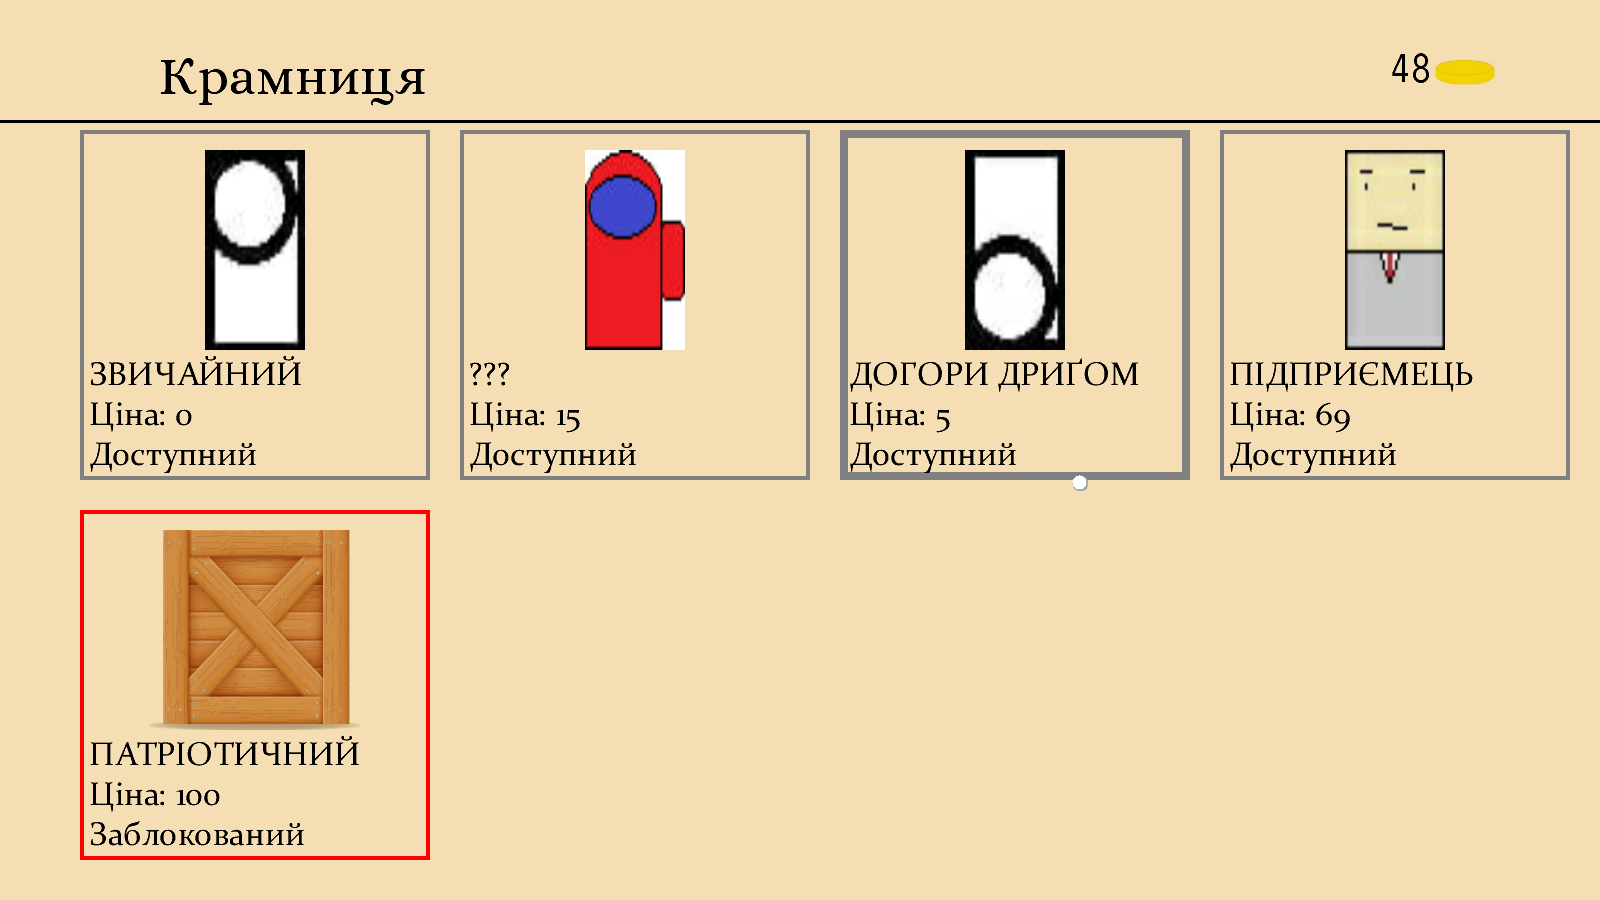 Крамниця
48
ЗВИЧАЙНИЙ
Ціна: 0
Доступний
???
Ціна: 15
Доступний
ДОГОРИ ДРИҐОМ
Ціна: 5
Доступний
ПІДПРИЄМЕЦЬ
Ціна: 69
Доступний
ПАТРІОТИЧНИЙ
Ціна: 100
Заблокований